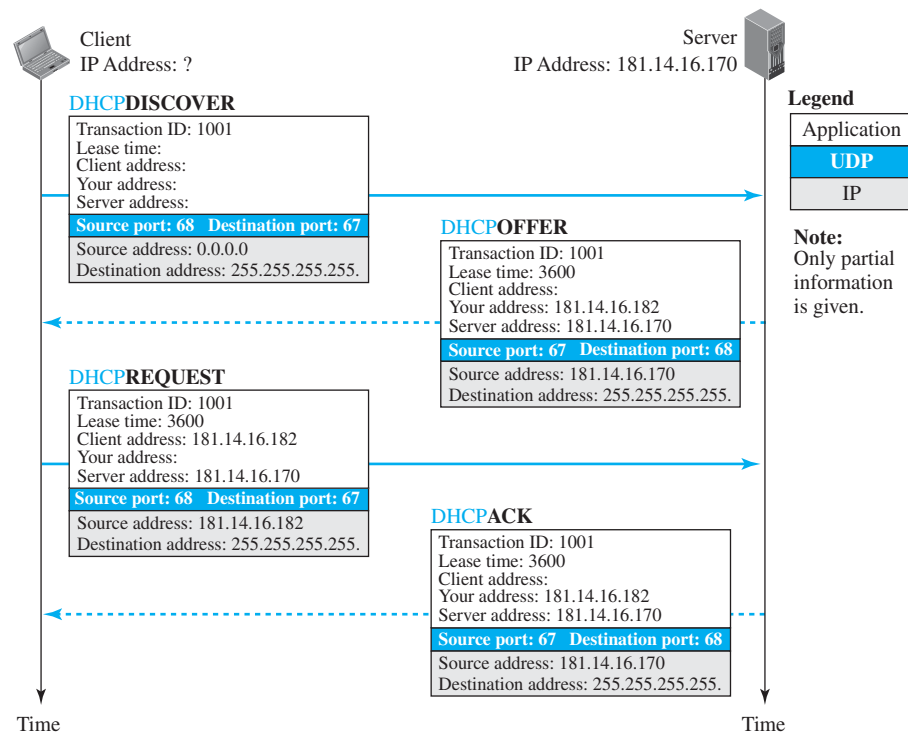 Client
IP Address: ?
Server
IP Address: 181.14.16.170
DHCPDISCOVER
Transaction ID: 1001
Lease time:
Client address:
Your address:
Server address:
Source port: 68 Destination port: 67
Source address: 0.0.0.0
Destination address: 255.255.255.255.
Legend
Application
UDP
IP
Note:
Only partial
information
is given.
DHCPOFFER
Transaction ID: 1001
Lease time: 3600
Client address:
Your address: 181.14.16.182
Server address: 181.14.16.170
Source port: 67 Destination port: 68
Source address: 181.14.16.170
Destination address: 255.255.255.255.
DHCPREQUEST
Transaction ID: 1001
Lease time: 3600
Client address: 181.14.16.182
Your address:
Server address: 181.14.16.170
Source port: 68 Destination port: 67
Source address: 181.14.16.182
Destination address: 255.255.255.255.
DHCPACK
Transaction ID: 1001
Lease time: 3600
Client address:
Your address: 181.14.16.182
Server address: 181.14.16.170
Source port: 67 Destination port: 68
Source address: 181.14.16.170
Destination address: 255.255.255.255.
Time
Time